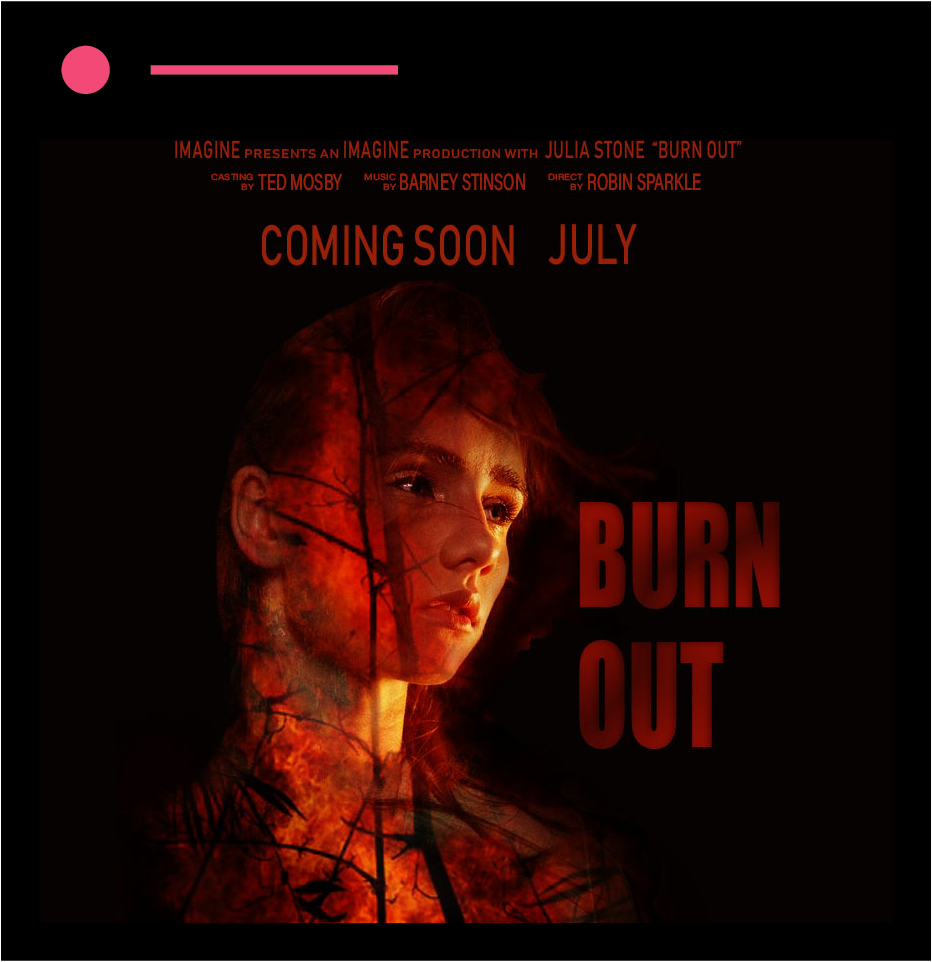 IMAGINE PRESENTS AN IMAGINE PRODUCTION WITH JULIA STONE “BURN OUT”
CASTING BY TED MOSBY MUSIC BY BARNEY STINSON DIRECT BY ROBIN SPARKLE
COMING SOON JULY
BURN
OUT